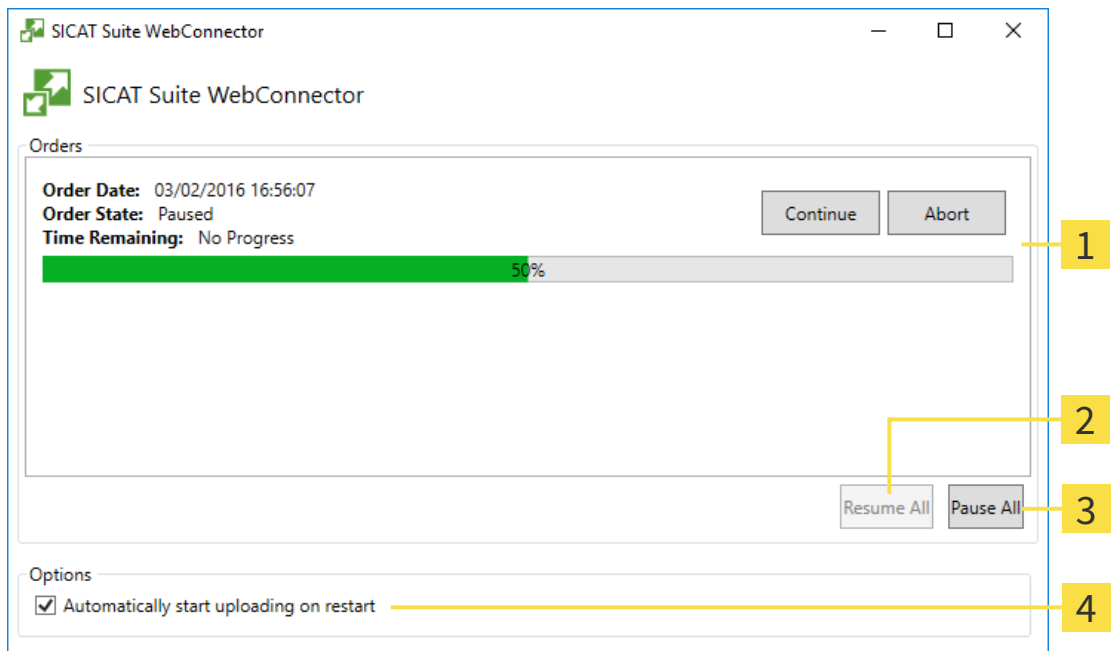 SICAT Suite WebConnector
SICAT Suite WebConnector
Orders
Order Date: 03/02/2016 16:56:07
Order State: Paused
Time Remaining: No Progress
Continue
Abort
1
50%
2
Resume All
Pause All
3
Options
Automatically start uploading on restart
4